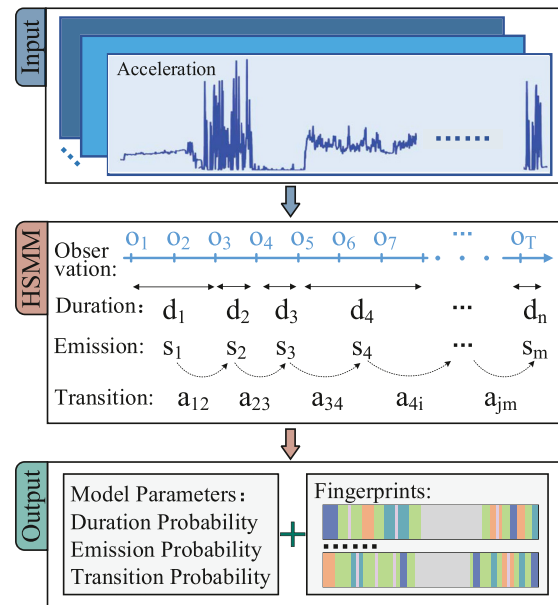 Input
Acceleration
HSMM
o1 o2 o3 o4 o5 o6 o7 ... oT
Obser
vation:
Duration: d1 d2 d3 d4 ... dn
Emission: s1 s2 s3 s4 ... sm
Transition: a12 a23 a34 a4i ajm
Output
Model Parameters:
Duration Probability
Emission Probability
Transition Probability
+
Fingerprints: